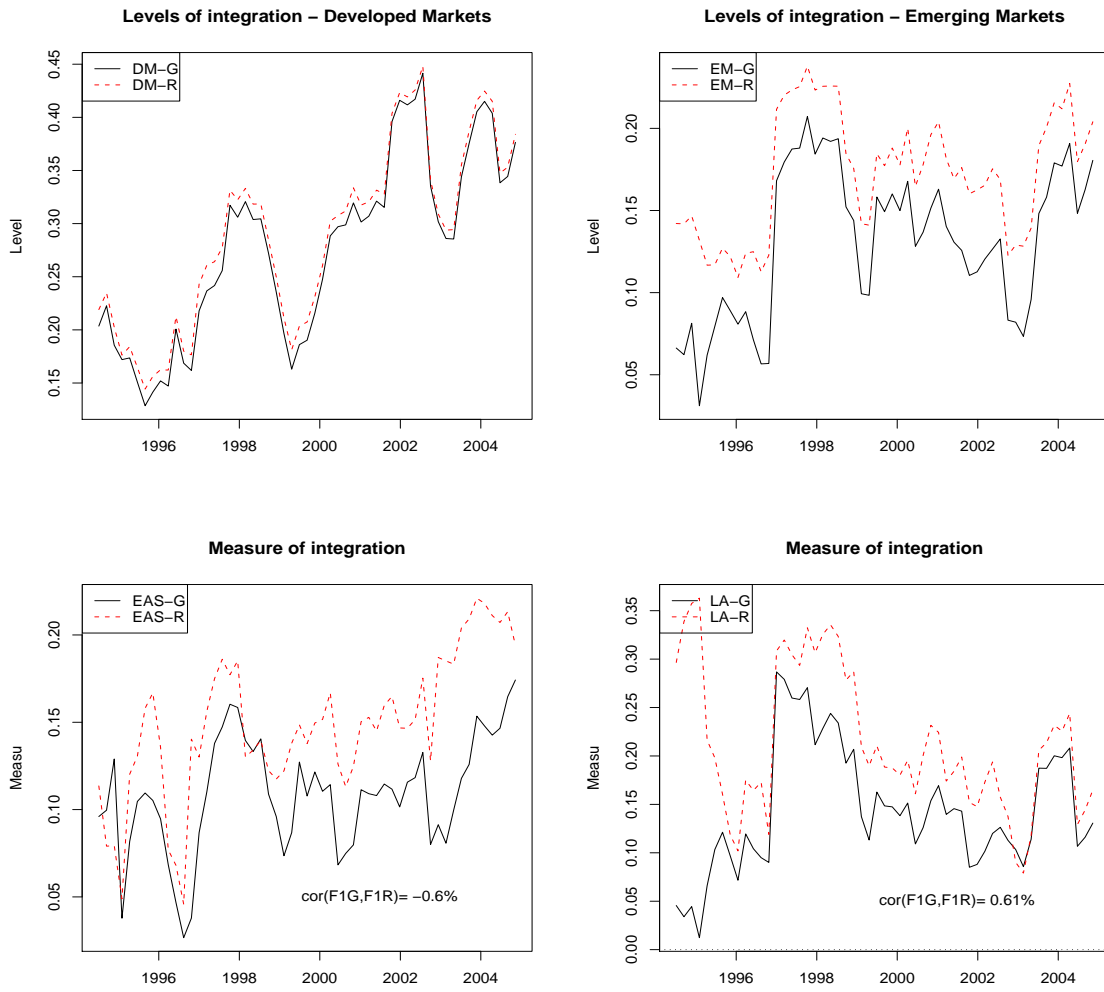 Levels of integration – Developed Markets
DM−G
DM−R
Level
0.45
0.40
0.35
0.30
0.25
0.20
0.15
1996 1998 2000 2002 2004
Levels of integration – Emerging Markets
EM−G
EM−R
Level
0.20
0.15
0.10
0.05
1996 1998 2000 2002 2004
Measure of integration
EAS−G
EAS−R
Measu
0.20
0.15
0.10
0.05
cor(F1G,F1R)= −0.6%
1996 1998 2000 2002 2004
Measure of integration
LA−G
LA−R
Measu
0.35
0.30
0.25
0.20
0.15
0.10
0.05
0.00
cor(F1G,F1R)= 0.61%
1996 1998 2000 2002 2004